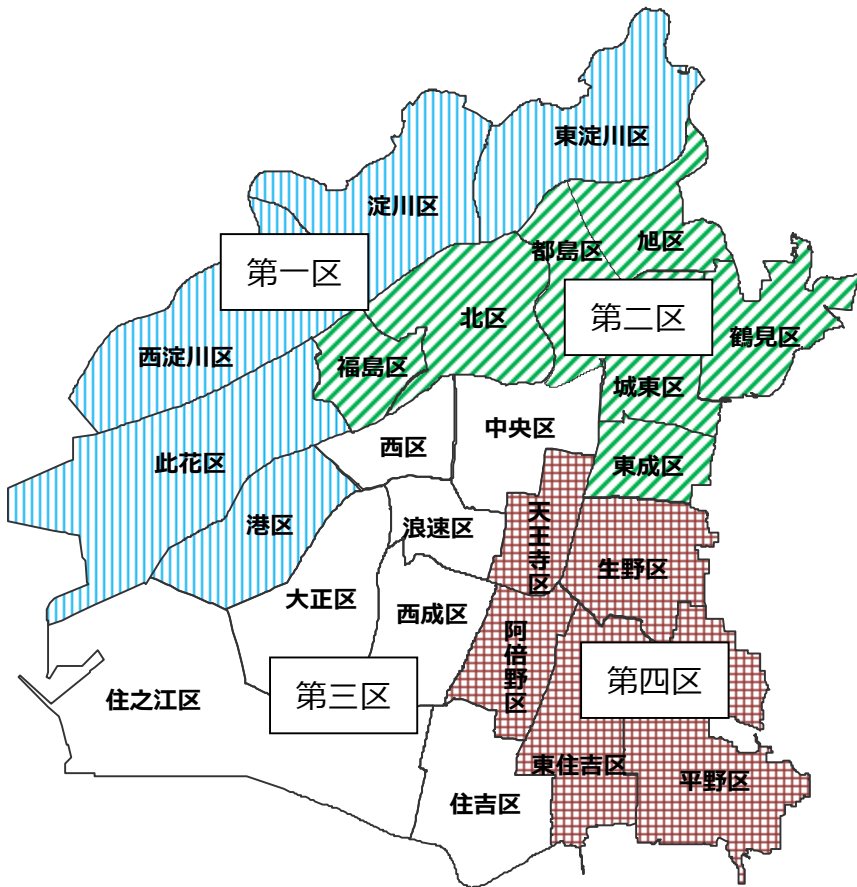 東淀川区
淀川区
都島区
旭区
第一区
北区
第二区
鶴見区
西淀川区
福島区
城東区
中央区
西区
此花区
東成区
港区
浪速区
天王寺区
生野区
大正区
西成区
阿倍野区
第四区
住之江区
第三区
東住吉区
平野区
住吉区